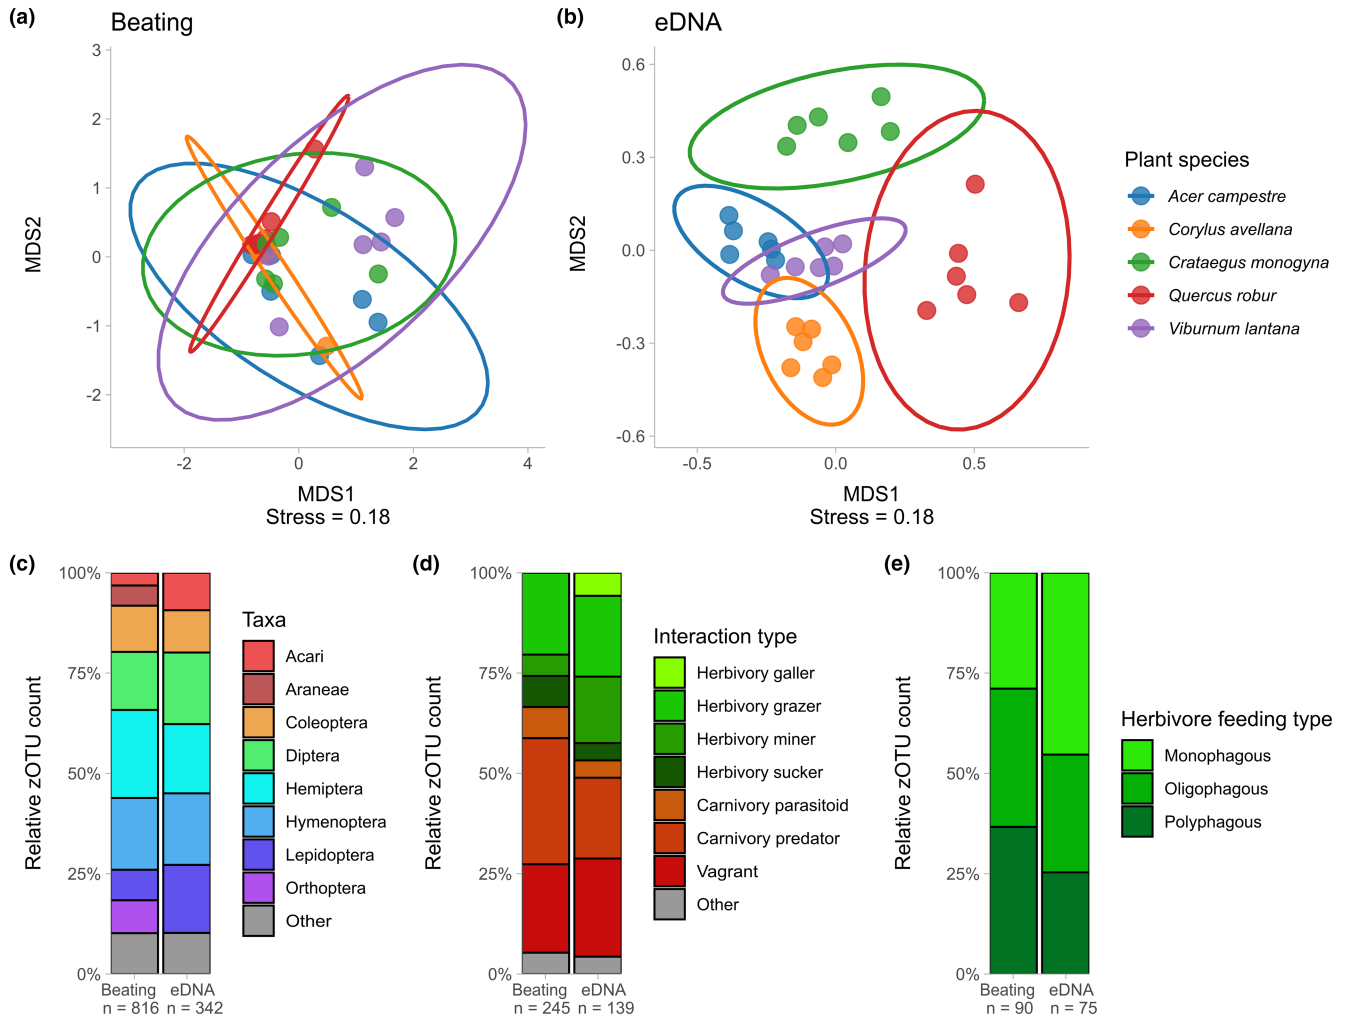 (a)
Beating
3
2
1
0
-1
-2
MDS2
-2
0
2
4
MDS1
Stress = 0.18
(b)
eDNA
0.6
0.3
0.0
-0.3
-0.6
MDS2
-0.5
0.0
0.5
MDS1
Stress = 0.18
Plant species
Acer campestre
Corylus avellana
Crataegus monogyna
Quercus robur
Viburnum lantana
(c)
100%
75%
50%
25%
0%
Relative zOTU count
Beating eDNA
n = 816 n = 342
Taxa
Acari
Araneae
Coleoptera
Diptera
Hemiptera
Hymenoptera
Lepidoptera
Orthoptera
Other
(d)
100%
75%
50%
25%
0%
Relative zOTU count
Beating eDNA
n = 245 n = 139
Interaction type
Herbivory galler
Herbivory grazer
Herbivory miner
Herbivory sucker
Carnivory parasitoid
Carnivory predator
Vagrant
Other
(e)
100%
75%
50%
25%
0%
Relative zOTU count
Beating eDNA
n = 90 n = 75
Herbivore feeding type
Monophagous
Oligophagous
Polyphagous